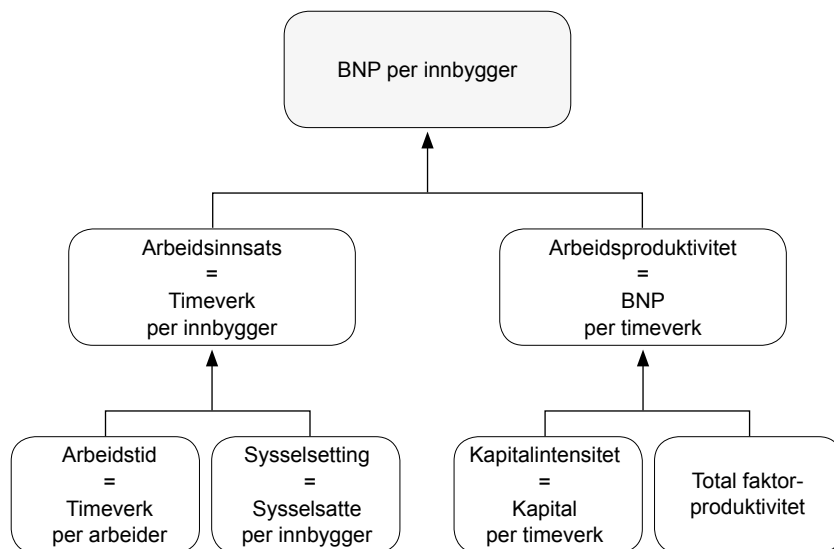 BNP per innbygger
Arbeidsinnsats
=
Timeverk
per innbygger
Arbeidsproduktivitet
=
BNP
per timeverk
Arbeidstid
=
Timeverk
per arbeider
Sysselsetting
=
Sysselsatte
per innbygger
Kapitalintensitet
=
Kapital
per timeverk
Total faktor-
produktivitet